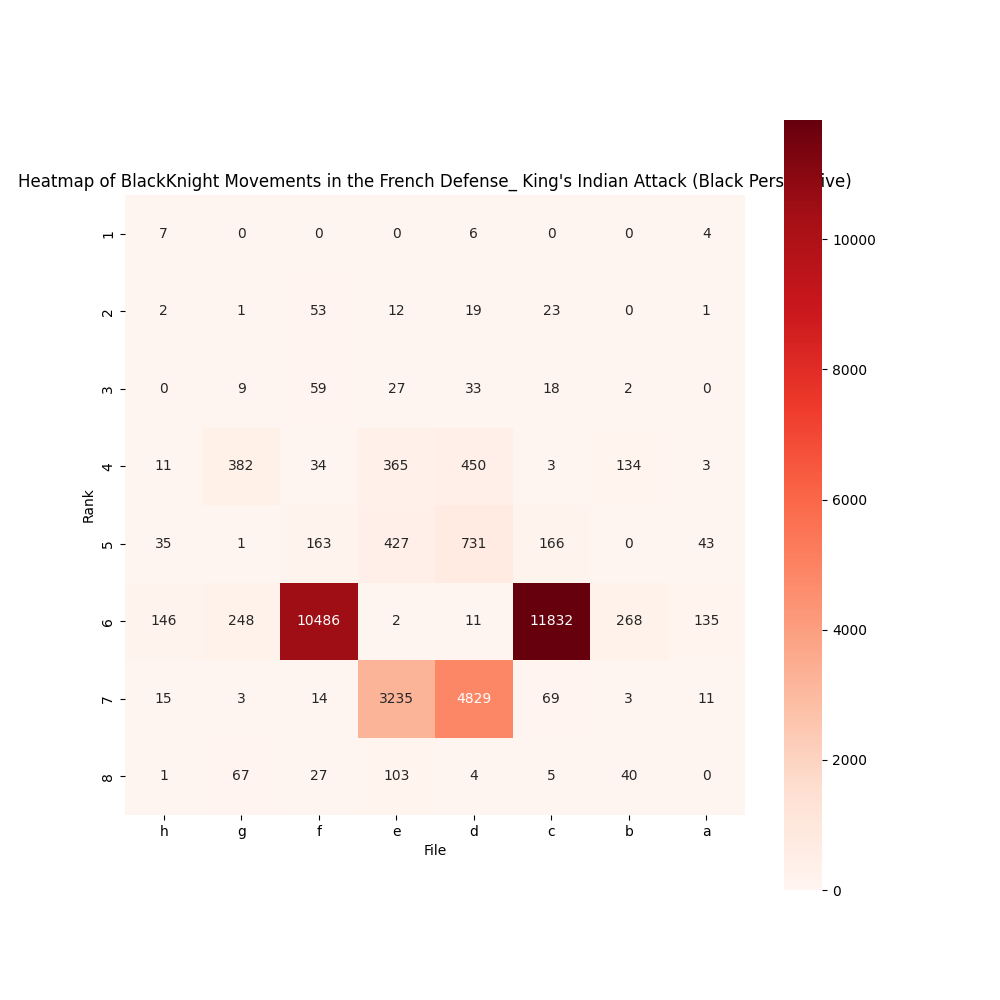 Heatmap of BlackKnight Movements in the French Defense_ King's Indian Attack (Black Pers ive)
10000
8000
6000
4000
2000
0
Rank
1 7 0 0 0 6 0 0 4
2 2 1 53 12 19 23 0 1
3 0 9 59 27 33 18 2 0
4 11 382 34 365 450 3 134 3
5 35 1 163 427 731 166 0 43
6 146 248 10486 2 11 11832 268 135
7 15 3 14 3235 4829 69 3 11
8 1 67 27 103 4 5 40 0
h g f e d c b a
File